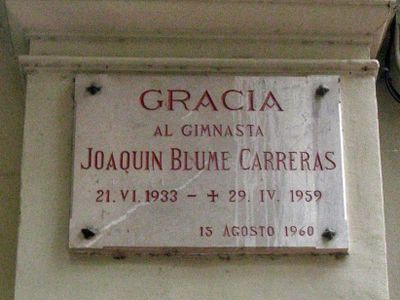 GRACIA
AL GIMNASTA
JOAQUIN BLUME CARRERAS
21. VI. 1933 - ✝ 29. IV. 1959
15 AGOSTO 1960